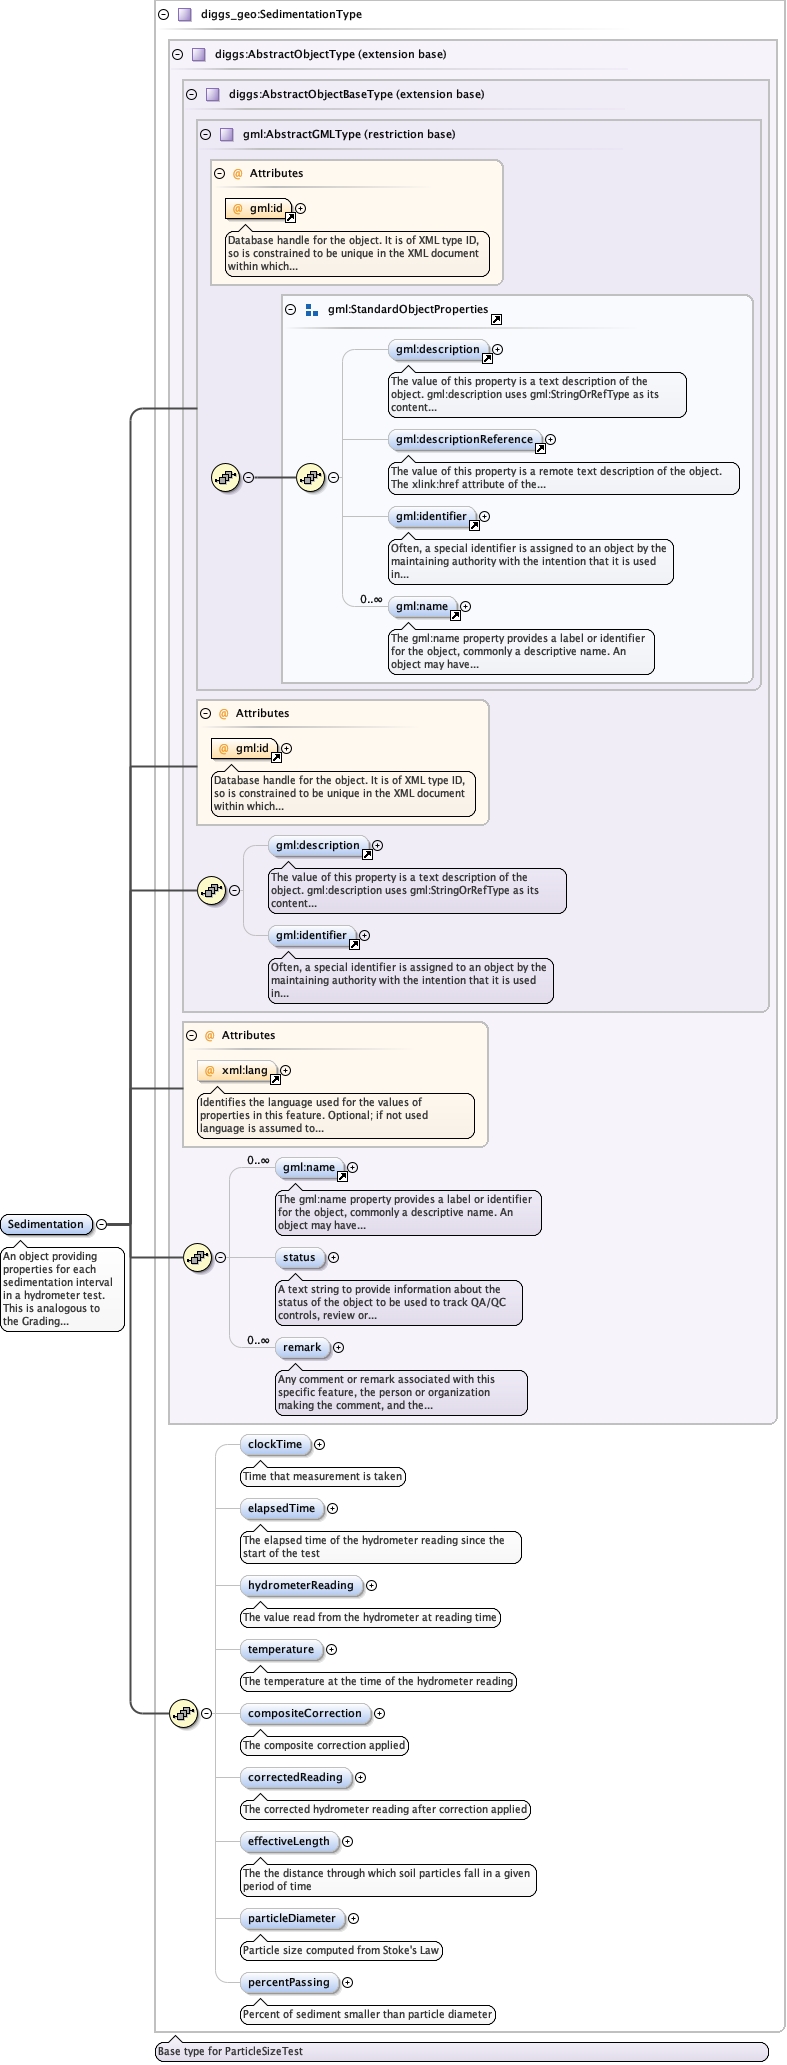 diggs_geo:SedimentationType
diggs:AbstractObjectType (extension base)
diggs:AbstractObjectBaseType (extension base)
gml:AbstractGMLType (restriction base)
@ Attributes
@ gml:id
Database handle for the object. It is of XML type ID,
so is constrained to be unique in the XML document
within which...
gml:StandardObjectProperties
gml:description
The value of this property is a text description of the
object. gml:description uses gml:StringOrRefType as its
content...
gml:descriptionReference
The value of this property is a remote text description of the object.
The xlink:href attribute of the...
gml:identifier
Often, a special identifier is assigned to an object by the
maintaining authority with the intention that it is used
in...
0..∞
gml:name
The gml:name property provides a label or identifier
for the object, commonly a descriptive name. An
object may have...
@ Attributes
@ gml:id
Database handle for the object. It is of XML type ID,
so is constrained to be unique in the XML document
within which...
gml:description
The value of this property is a text description of the
object. gml:description uses gml:StringOrRefType as its
content...
gml:identifier
Often, a special identifier is assigned to an object by the
maintaining authority with the intention that it is used
in...
@ Attributes
@ xml:lang
Identifies the language used for the values of
properties in this feature. Optional; if not used
language is assumed to...
0..∞
gml:name
The gml:name property provides a label or identifier
for the object, commonly a descriptive name. An
object may have...
Sedimentation
An object providing
properties for each
sedimentation interval
in a hydrometer test.
This is analogous to
the Grading...
status
A text string to provide information about the
status of the object to be used to track QA/QC
controls, review or...
0..∞
remark
Any comment or remark associated with this
specific feature, the person or organization
making the comment, and the...
clockTime
Time that measurement is taken
elapsedTime
The elapsed time of the hydrometer reading since the
start of the test
hydrometerReading
The value read from the hydrometer at reading time
temperature
The temperature at the time of the hydrometer reading
compositeCorrection
The composite correction applied
correctedReading
The corrected hydrometer reading after correction applied
effectiveLength
The the distance through which soil particles fall in a given
period of time
particleDiameter
Particle size computed from Stoke's Law
percentPassing
Percent of sediment smaller than particle diameter
Base type for ParticleSizeTest